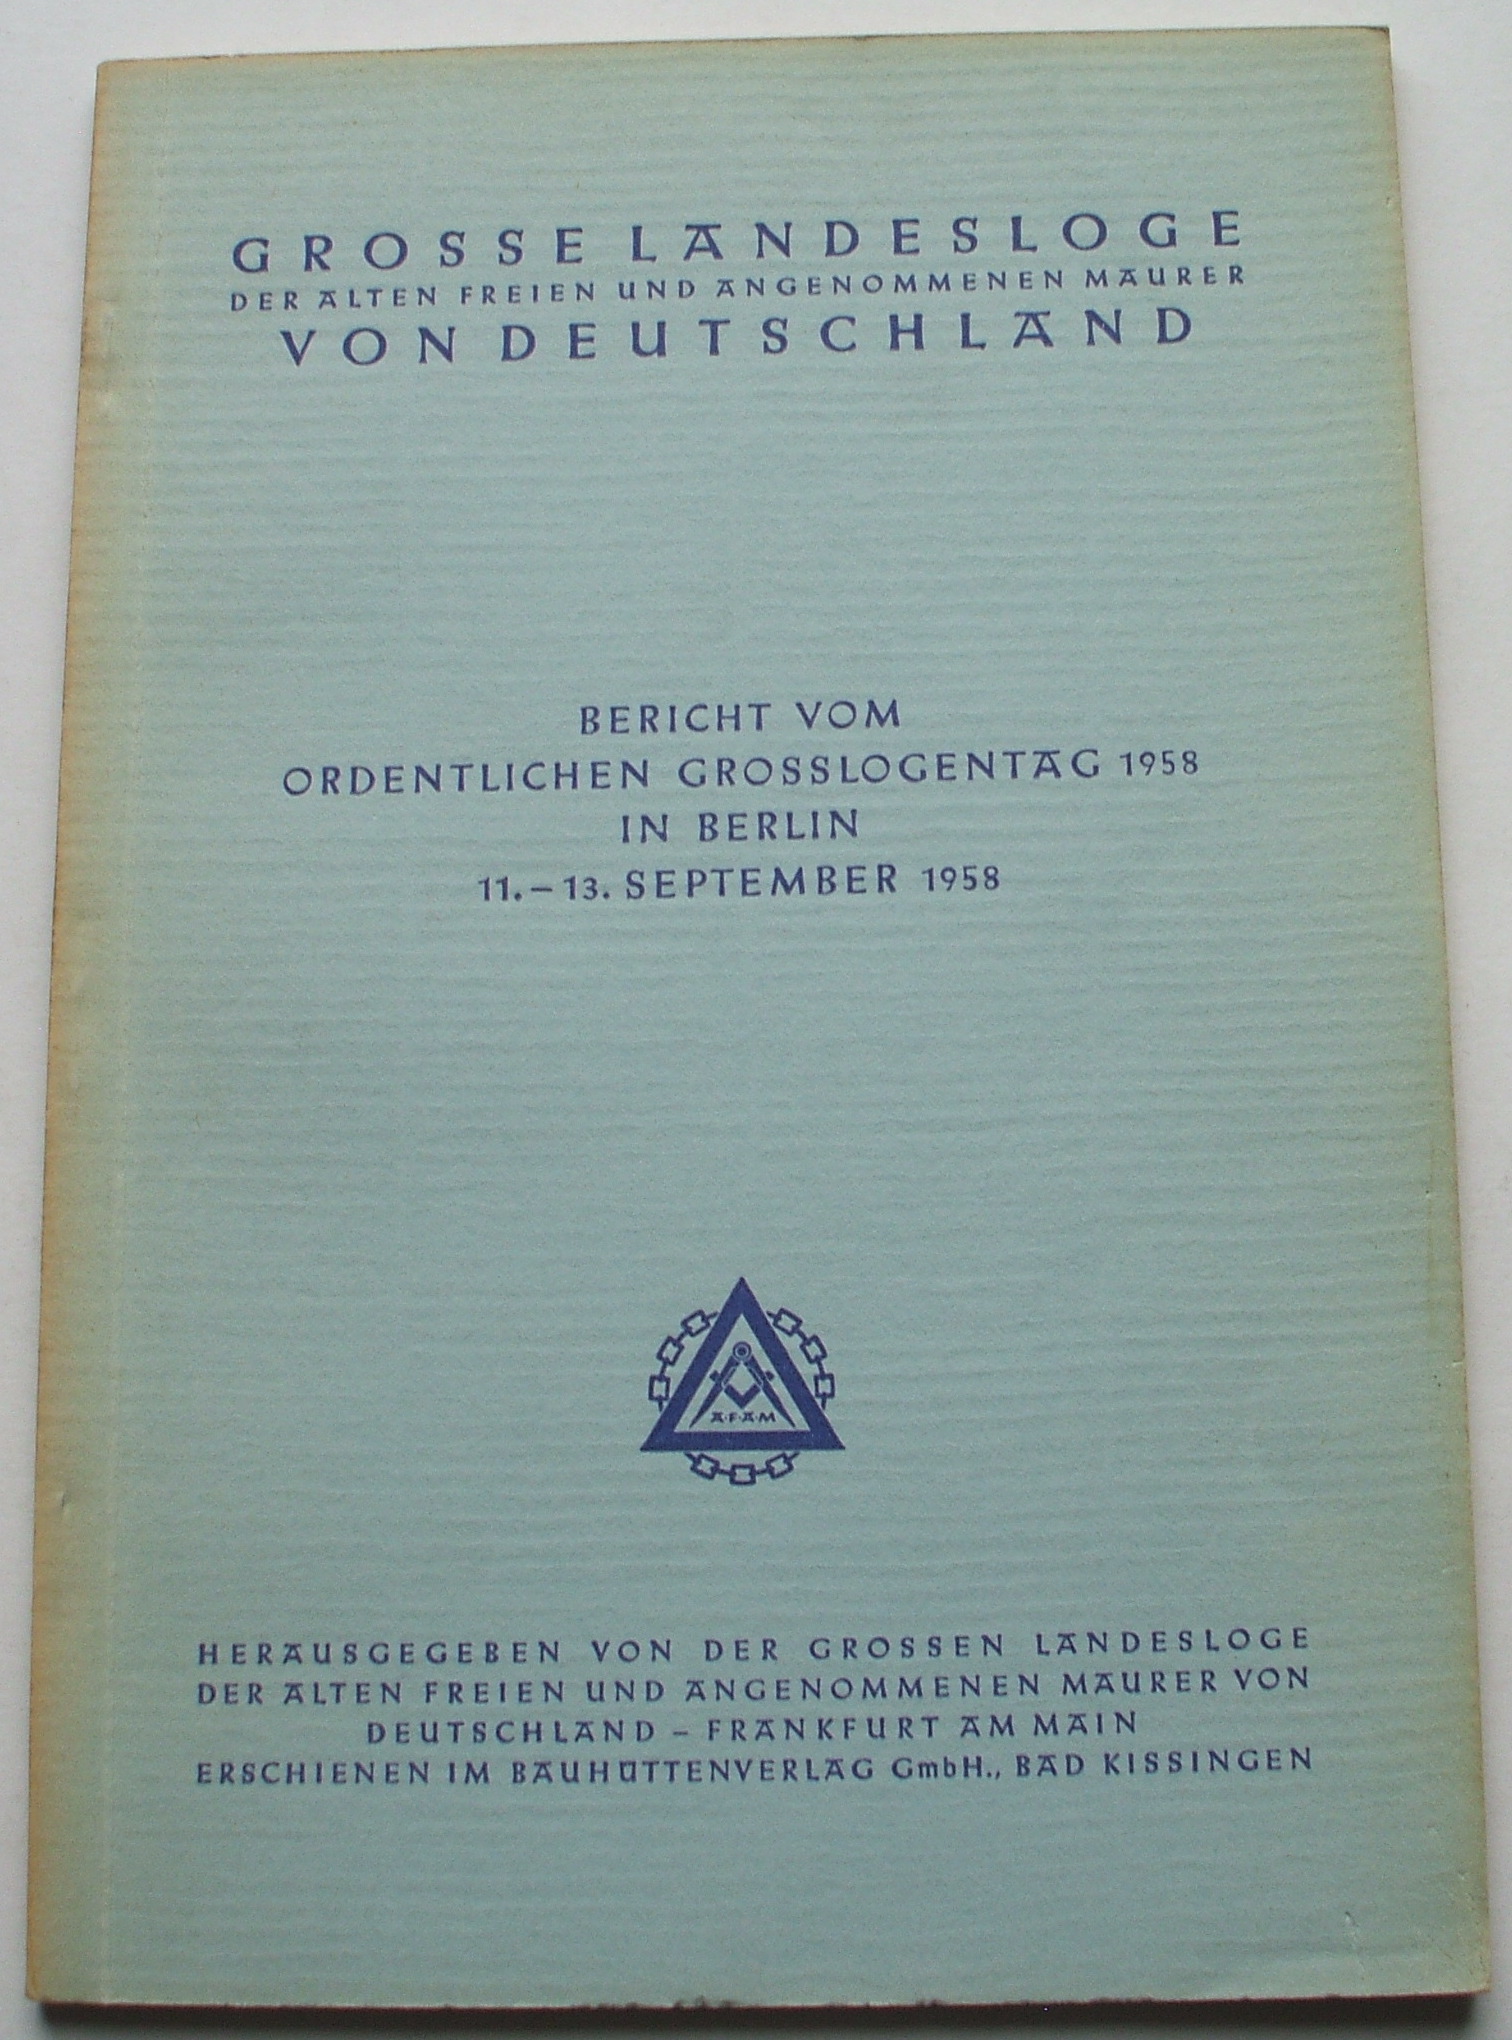 GROSSE LANDESLOGE
DER ALTEN FREIEN UND ANGENOMMENEN MAURER
VON DEUTSCHLAND
BERICHT VOM
ORDENTLICHEN GROSSLOGENTAG 1958
IN BERLIN
11.–13. SEPTEMBER 1958
A·F·A·M
HERAUSGEGEBEN VON DER GROSSEN LANDESLOGE
DER ALTEN FREIEN UND ANGENOMMENEN MAURER VON
DEUTSCHLAND – FRANKFURT AM MAIN
ERSCHIENEN IM BAUHÜTTENVERLAG GmbH., BAD KISSINGEN